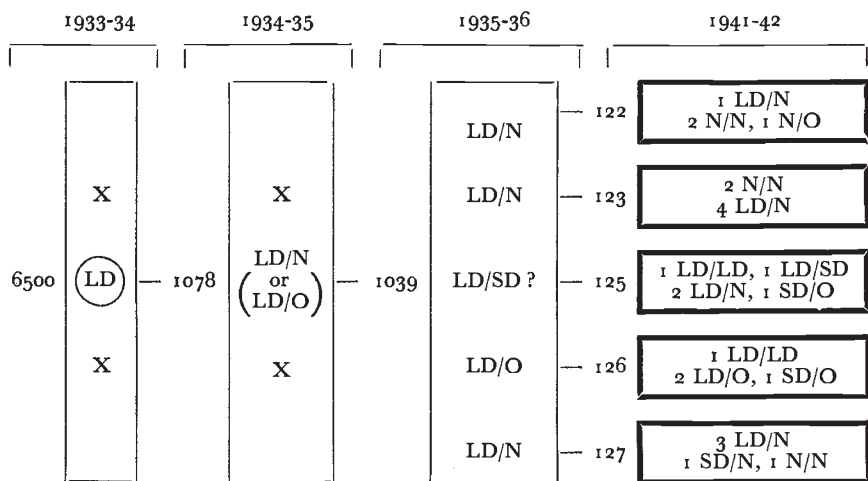 1933-34 1934-35 1935-36 1941-42
LD/N 122 1 LD/N
2 N/N, 1 N/O
X X LD/N 123 2 N/N
4 LD/N
6500 LD 1078 (LD/N or LD/O) 1039 LD/SD ? 125 1 LD/LD, 1 LD/SD
2 LD/N, 1 SD/O
X X LD/O 126 1 LD/LD
2 LD/O, 1 SD/O
LD/N 127 3 LD/N
1 SD/N, 1 N/N